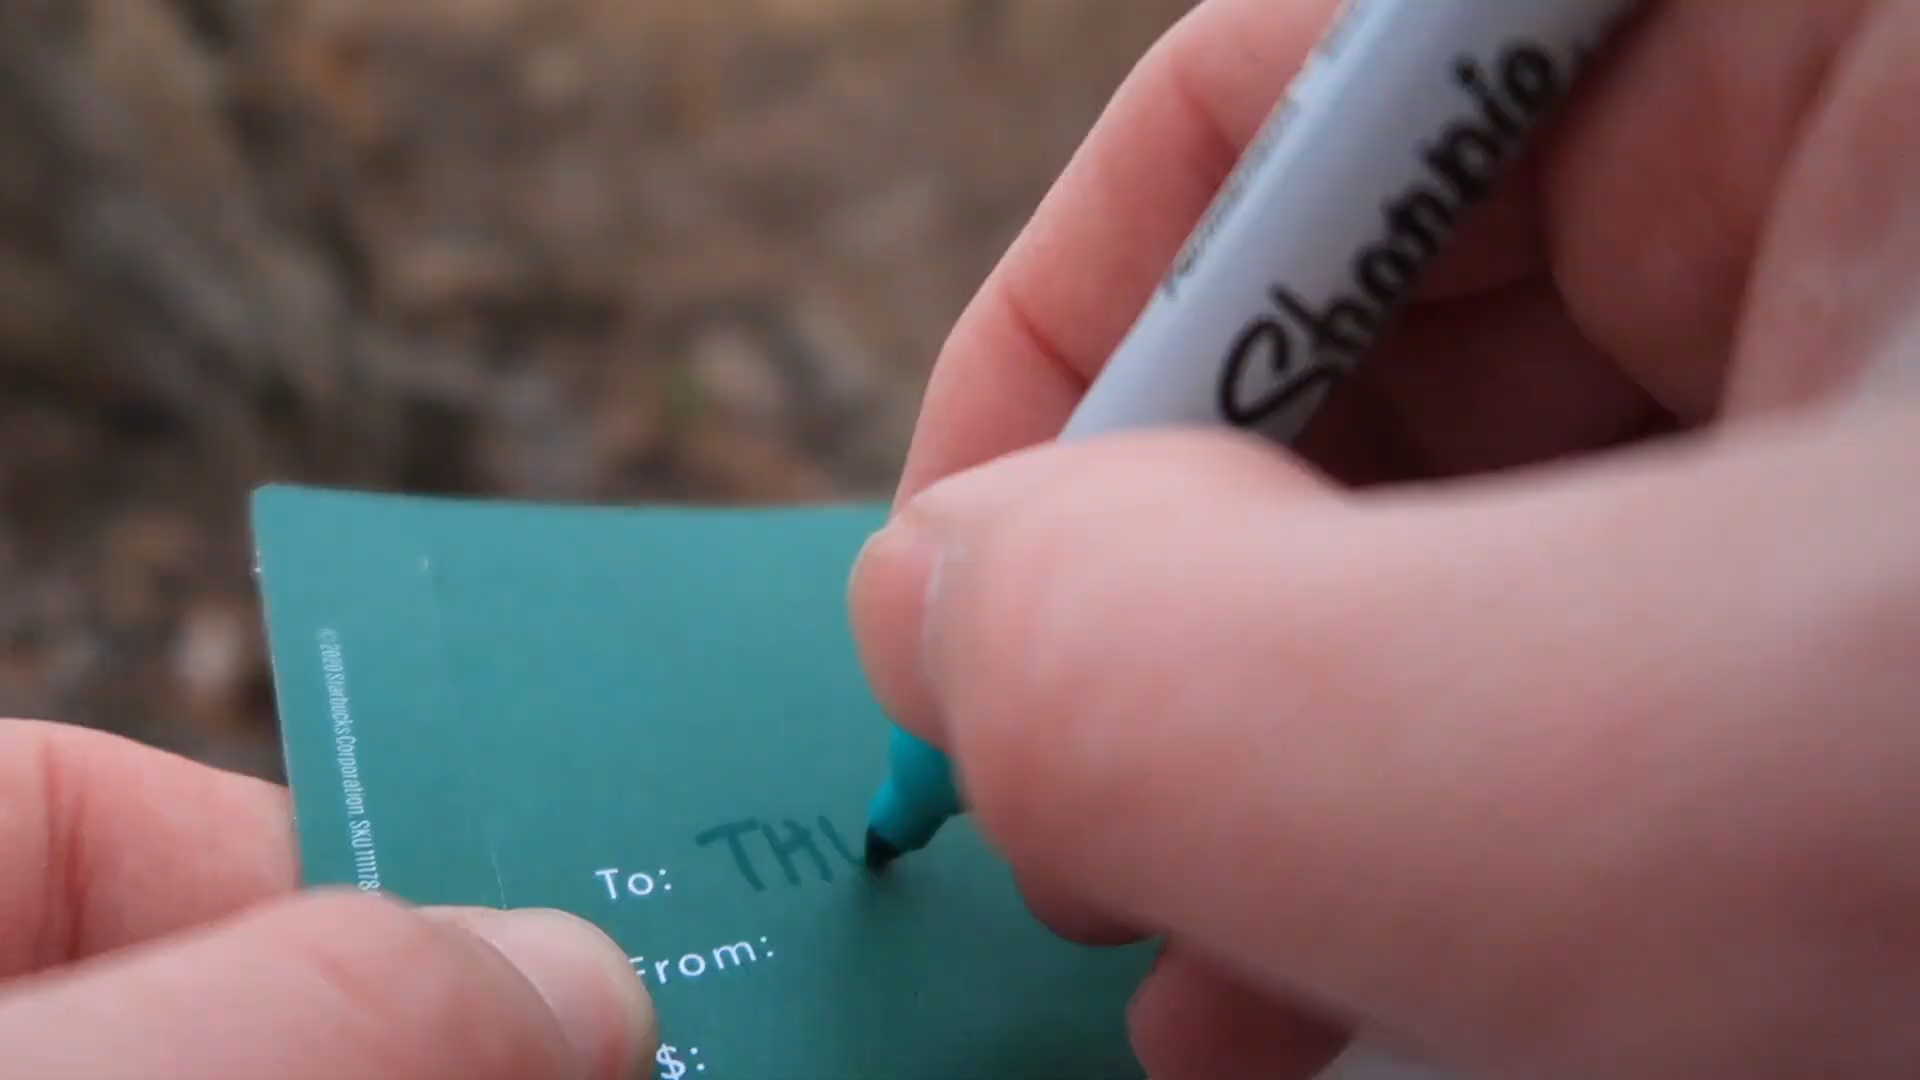 Sharpie.
©2020 Starbucks Corporation. SKU 111178
To: THU
From:
$: